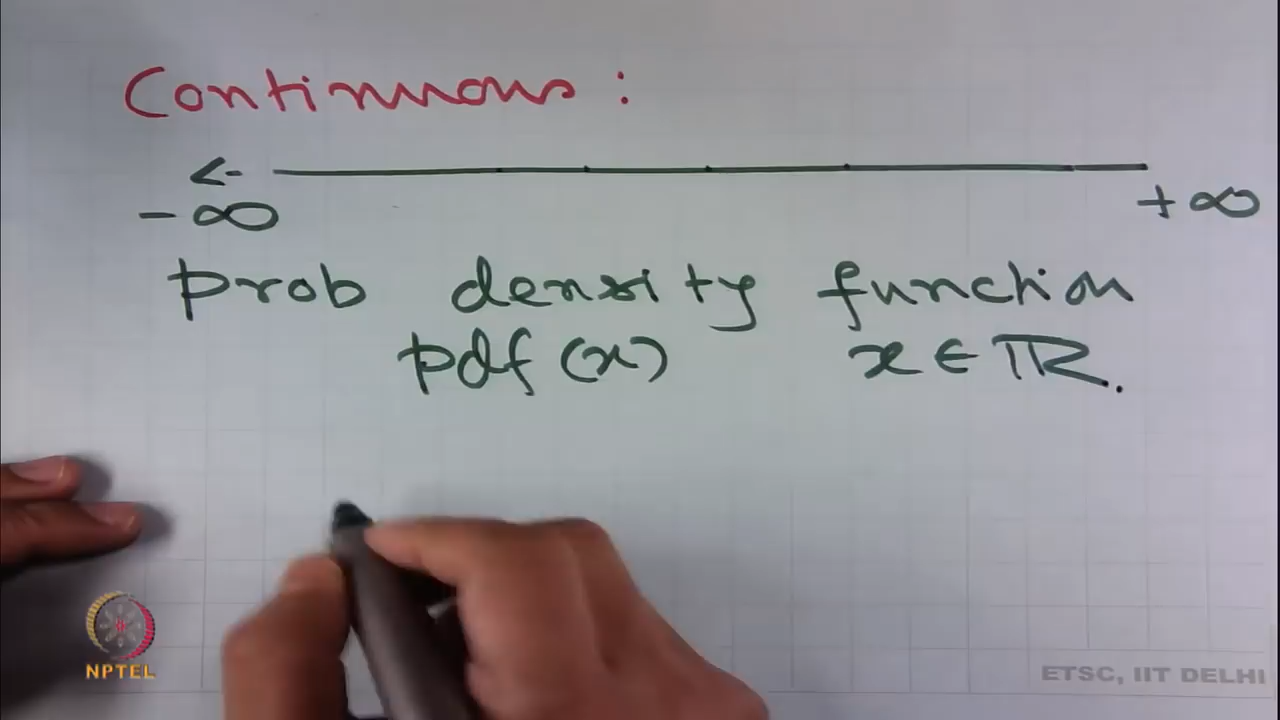 Continuous :
- ∞
+ ∞
prob density function
pdf (x) x ∈ ℝ.
NPTEL
ETSC, IIT DELHI